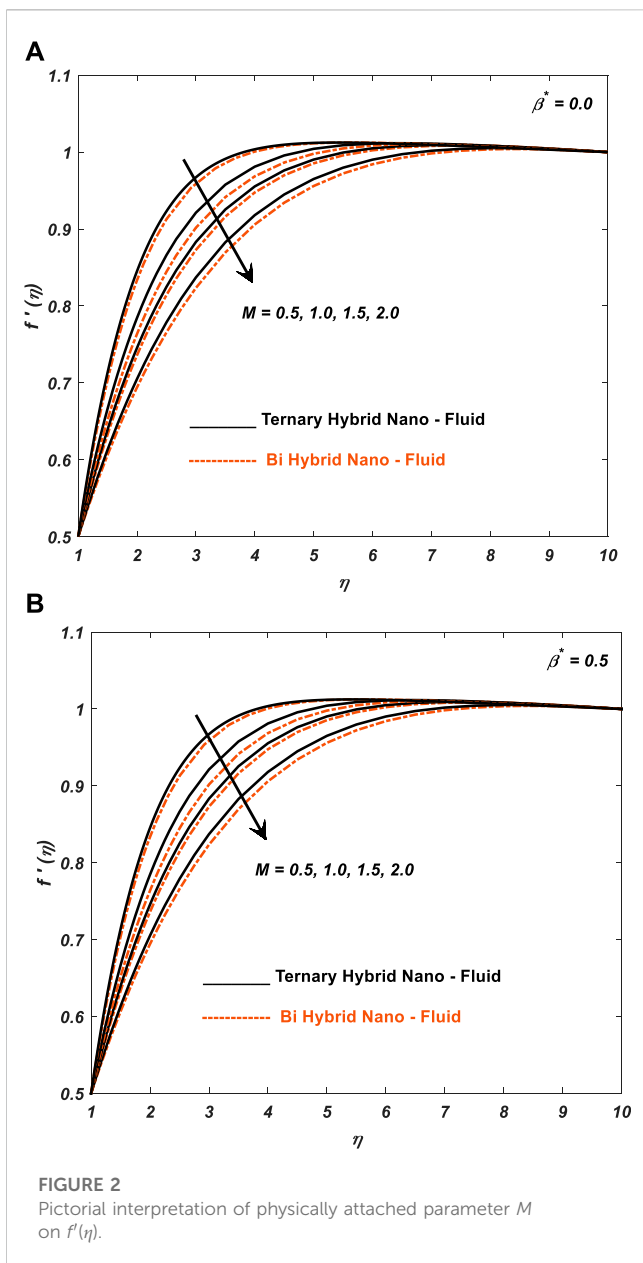 A
1.1
β* = 0.0
1
0.9
f ' (η)
0.8
M = 0.5, 1.0, 1.5, 2.0
0.7
Ternary Hybrid Nano - Fluid
0.6
Bi Hybrid Nano - Fluid
0.5
1 2 3 4 5 6 7 8 9 10
η
B
1.1
β* = 0.5
1
0.9
f ' (η)
0.8
M = 0.5, 1.0, 1.5, 2.0
0.7
Ternary Hybrid Nano - Fluid
0.6
Bi Hybrid Nano - Fluid
0.5
1 2 3 4 5 6 7 8 9 10
η
FIGURE 2
Pictorial interpretation of physically attached parameter M
on f′(η).